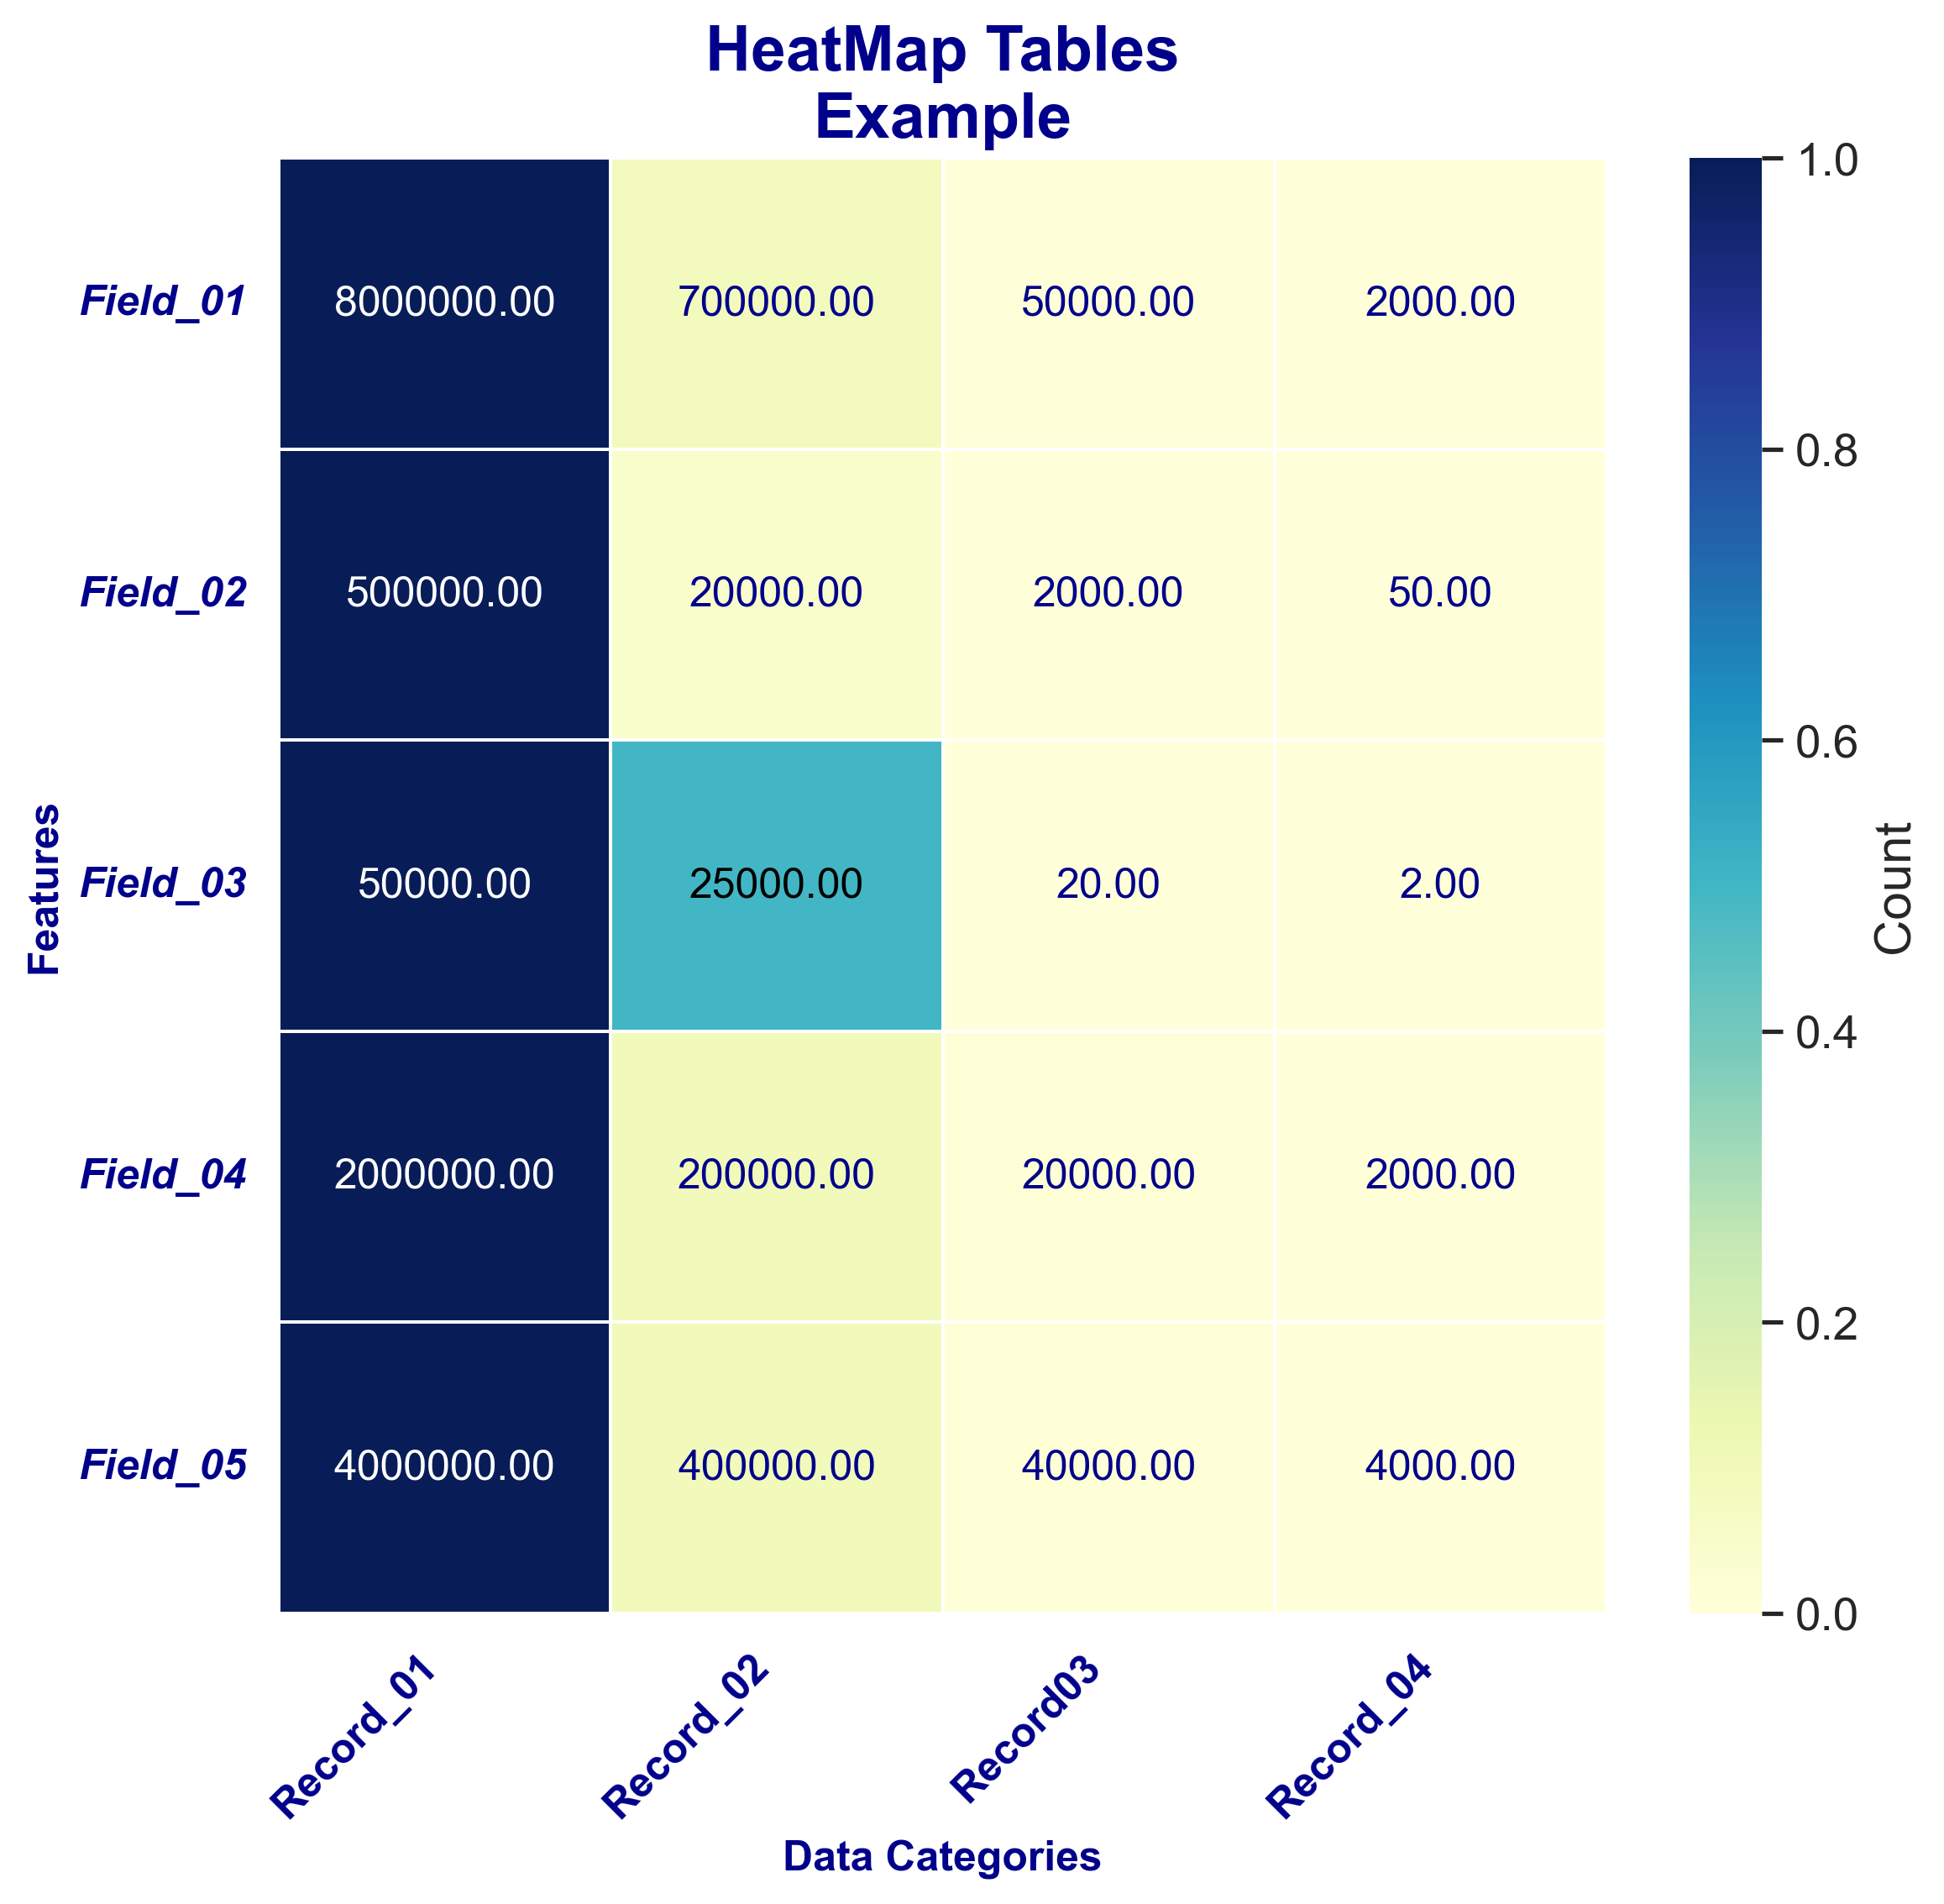 HeatMap Tables
Example
Field_01 8000000.00 700000.00 50000.00 2000.00
Field_02 500000.00 20000.00 2000.00 50.00
Field_03 50000.00 25000.00 20.00 2.00
Field_04 2000000.00 200000.00 20000.00 2000.00
Field_05 4000000.00 400000.00 40000.00 4000.00
Features
Record_01 Record_02 Record03 Record_04
Data Categories
1.0
0.8
0.6
0.4
0.2
0.0
Count